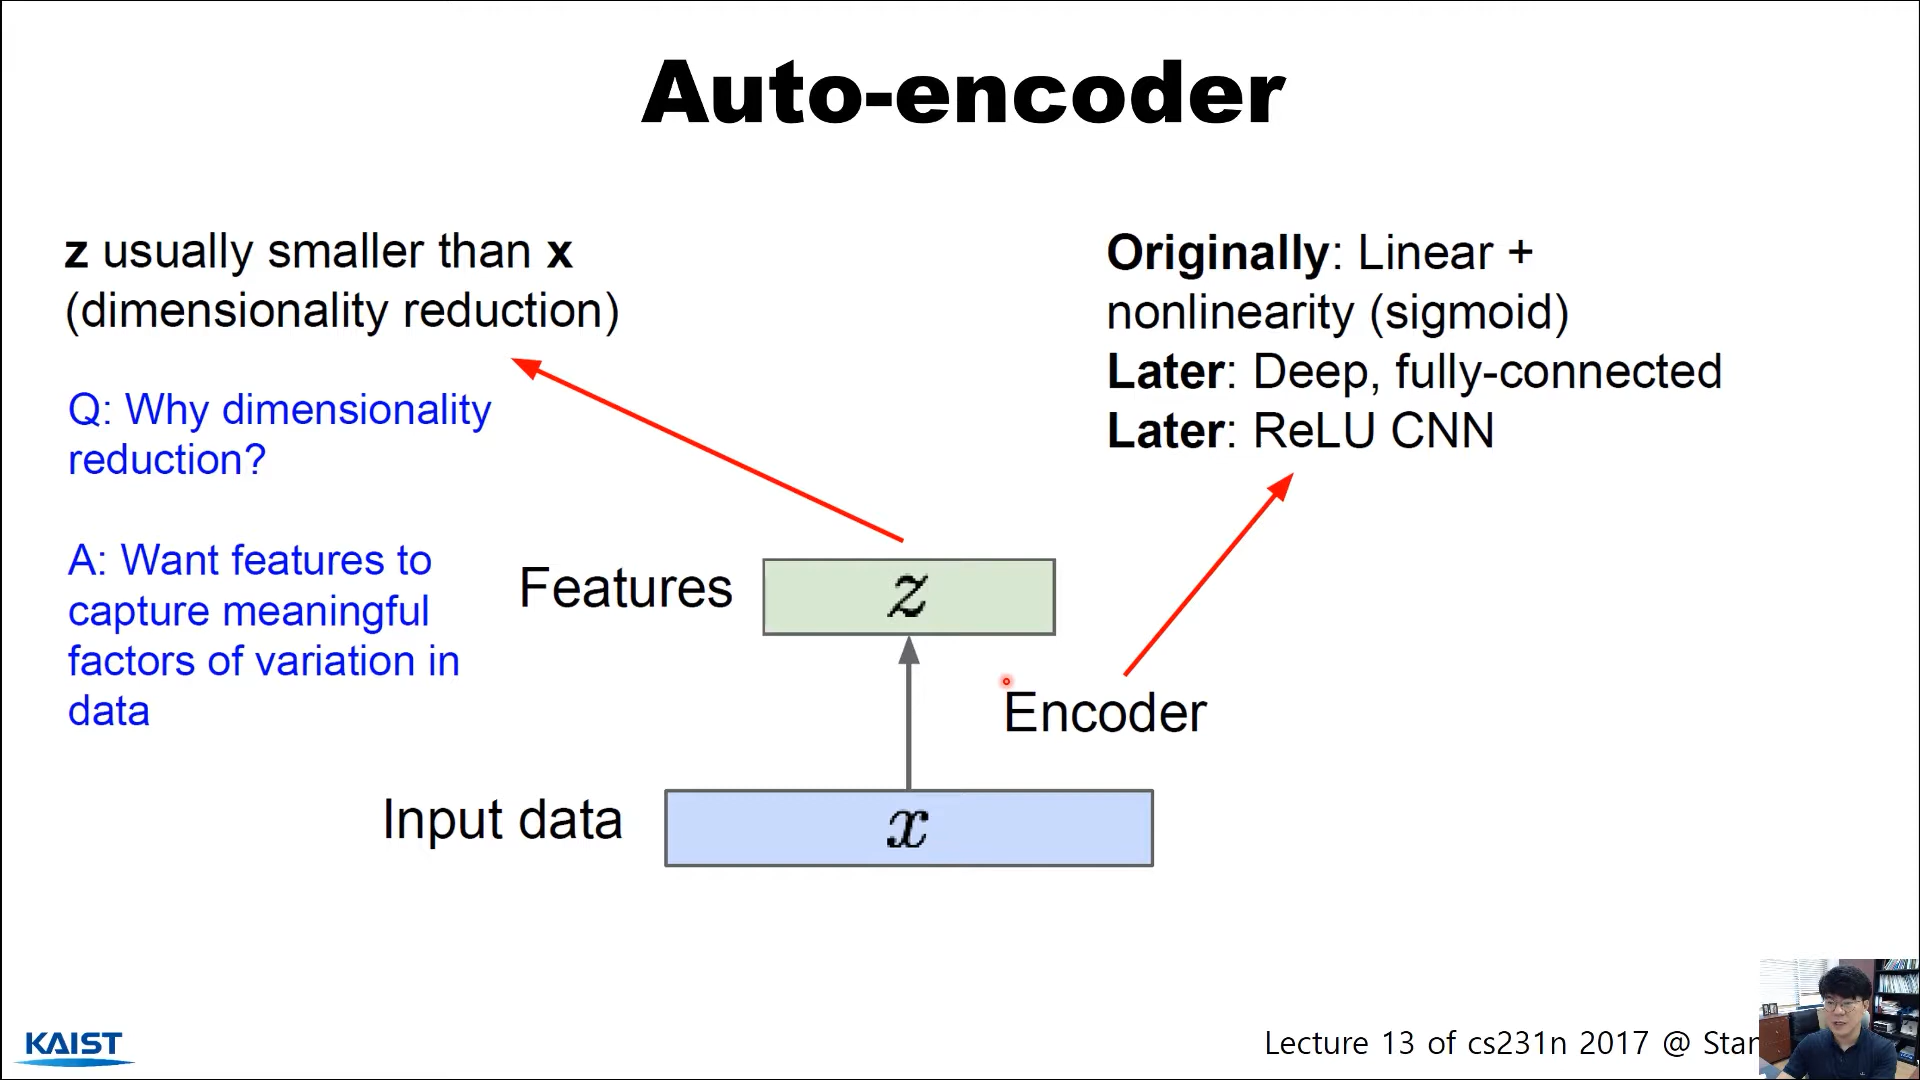 Auto-encoder
z usually smaller than x
(dimensionality reduction)
Q: Why dimensionality
reduction?
A: Want features to
capture meaningful
factors of variation in
data
Originally: Linear +
nonlinearity (sigmoid)
Later: Deep, fully-connected
Later: ReLU CNN
Features
z
Encoder
Input data
x
KAIST
Lecture 13 of cs231n 2017 @ Stan